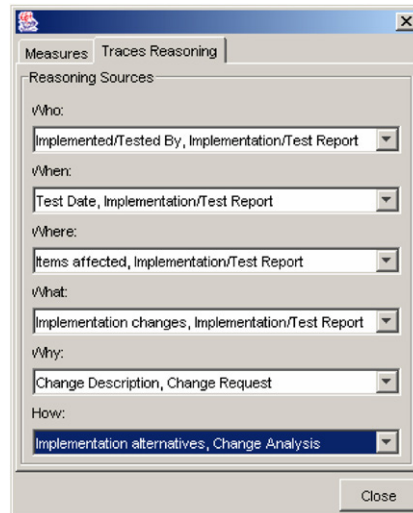 Measures Traces Reasoning
Reasoning Sources
Who:
Implemented/Tested By, Implementation/Test Report
When:
Test Date, Implementation/Test Report
Where:
Items affected, Implementation/Test Report
What:
Implementation changes, Implementation/Test Report
Why:
Change Description, Change Request
How:
Implementation alternatives, Change Analysis
Close